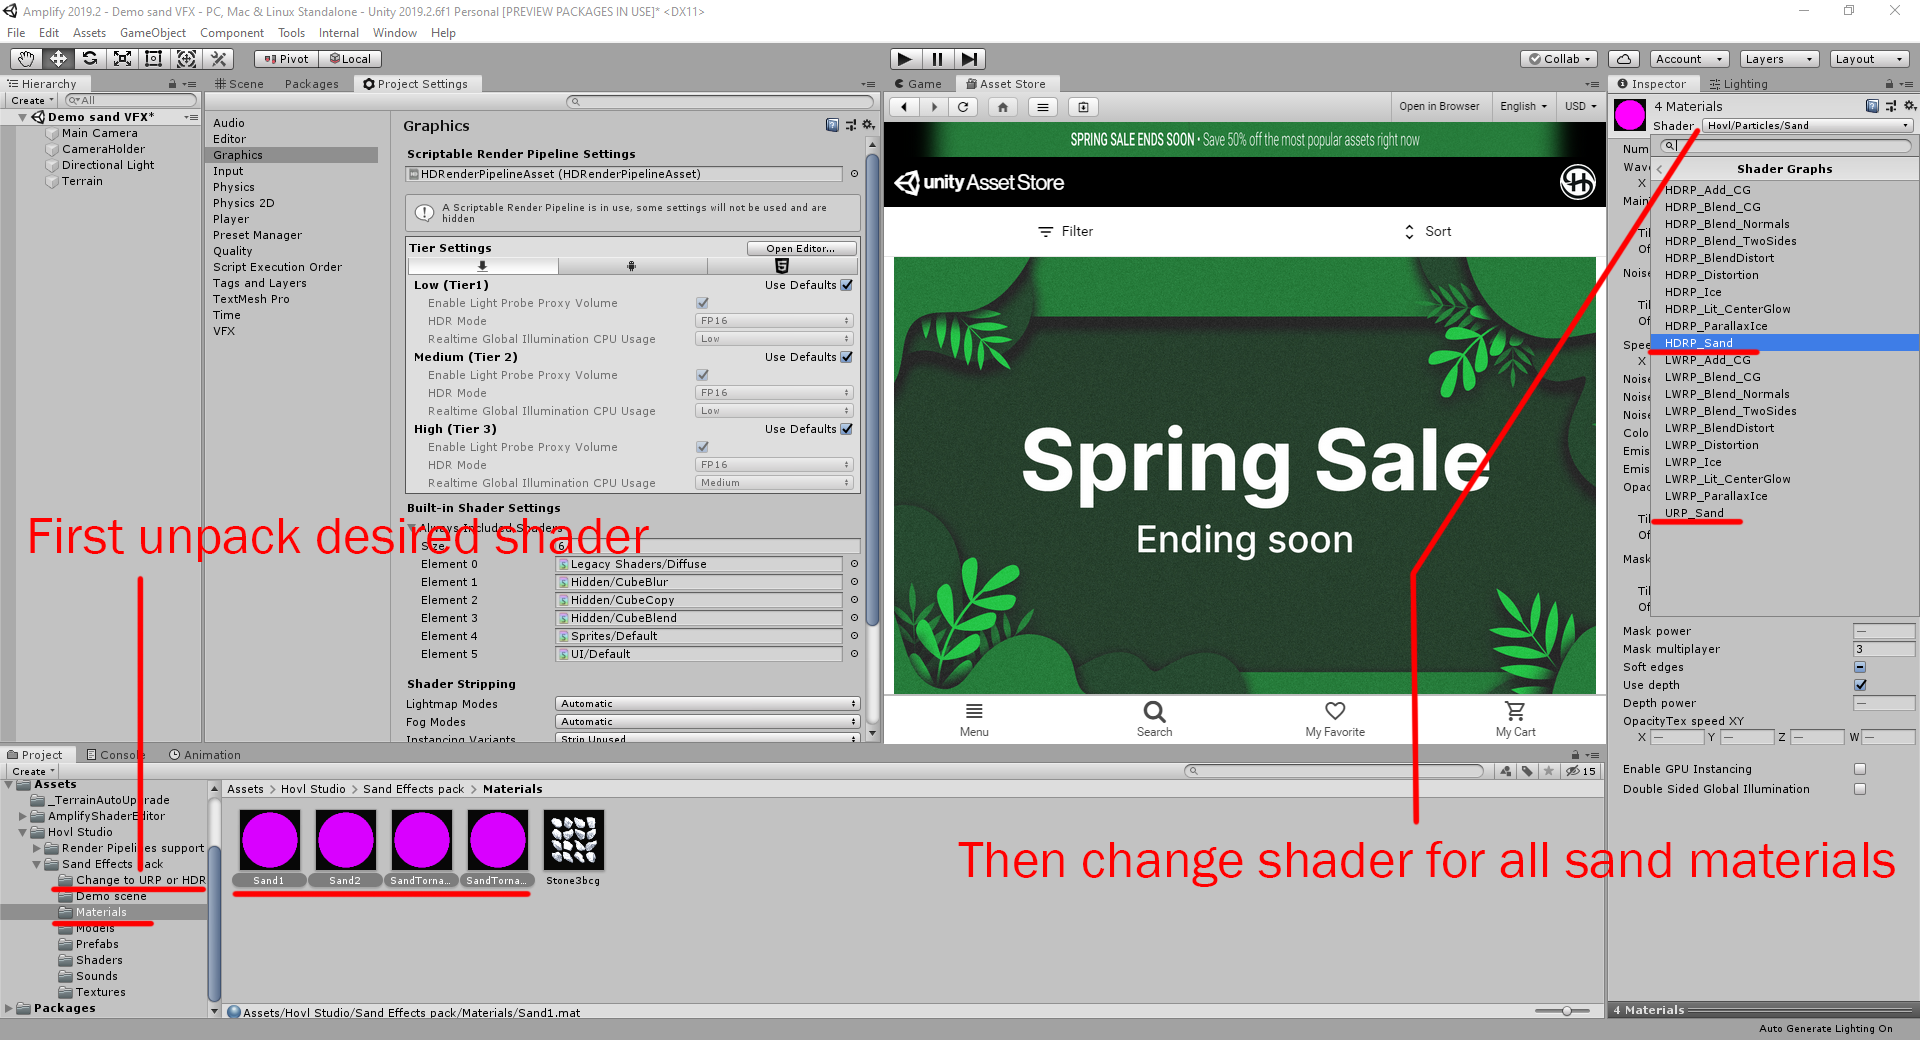 Amplify 2019.2 - Demo sand VFX - PC, Mac & Linux Standalone - Unity 2019.2.6f1 Personal [PREVIEW PACKAGES IN USE]* <DX11>
File Edit Assets GameObject Component Tools Internal Window Help
Pivot Local
Collab Account Layers Layout
Hierarchy
Create All
Demo sand VFX*
Main Camera
CameraHolder
Directional Light
Terrain
Scene Packages Project Settings
Audio
Editor
Graphics
Input
Physics
Physics 2D
Player
Preset Manager
Quality
Script Execution Order
Tags and Layers
TextMesh Pro
Time
VFX
Graphics
Scriptable Render Pipeline Settings
HDRenderPipelineAsset (HDRenderPipelineAsset)
A Scriptable Render Pipeline is in use, some settings will not be used and are
hidden
Tier Settings Open Editor...
Low (Tier1) Use Defaults
Enable Light Probe Proxy Volume
HDR Mode FP16
Realtime Global Illumination CPU Usage Low
Medium (Tier 2) Use Defaults
Enable Light Probe Proxy Volume
HDR Mode FP16
Realtime Global Illumination CPU Usage Low
High (Tier 3) Use Defaults
Enable Light Probe Proxy Volume
HDR Mode FP16
Realtime Global Illumination CPU Usage Medium
Built-in Shader Settings
Always Included Shaders
Size 6
Element 0 Legacy Shaders/Diffuse
Element 1 Hidden/CubeBlur
Element 2 Hidden/CubeCopy
Element 3 Hidden/CubeBlend
Element 4 Sprites/Default
Element 5 UI/Default
Shader Stripping
Lightmap Modes Automatic
Fog Modes Automatic
Instancing Variants Strip Unused
First unpack desired shader
Game Asset Store
Open in Browser English USD
SPRING SALE ENDS SOON • Save 50% off the most popular assets right now
unity Asset Store
Filter Sort
Spring Sale
Ending soon
Menu Search My Favorite My Cart
Inspector Lighting
4 Materials
Shader Hovl/Particles/Sand
Shader Graphs
HDRP_Add_CG
HDRP_Blend_CG
HDRP_Blend_Normals
HDRP_Blend_TwoSides
HDRP_BlendDistort
HDRP_Distortion
HDRP_Ice
HDRP_Lit_CenterGlow
HDRP_ParallaxIce
HDRP_Sand
LWRP_Add_CG
LWRP_Blend_CG
LWRP_Blend_Normals
LWRP_Blend_TwoSides
LWRP_BlendDistort
LWRP_Distortion
LWRP_Ice
LWRP_Lit_CenterGlow
LWRP_ParallaxIce
URP_Sand
Num
Wave
X
Main
Til
Of
Noise
Til
Of
Spee
X
Noise
Noise
Noise
Colo
Emis
Emis
Opac
Til
Of
Mask
Til
Of
Mask power —
Mask multiplayer 3
Soft edges
Use depth
Depth power —
OpacityTex speed XY
X — Y — Z — W —
Enable GPU Instancing
Double Sided Global Illumination
4 Materials
Auto Generate Lighting On
Project Console Animation
Create 15
Assets
_TerrainAutoUpgrade
AmplifyShaderEditor
Hovl Studio
Render Pipelines support
Sand Effects pack
Change to URP or HDR
Demo scene
Materials
Models
Prefabs
Shaders
Sounds
Textures
Packages
Assets > Hovl Studio > Sand Effects pack > Materials
Sand1 Sand2 SandTorna... SandTorna... Stone3bcg
Then change shader for all sand materials
Assets/Hovl Studio/Sand Effects pack/Materials/Sand1.mat